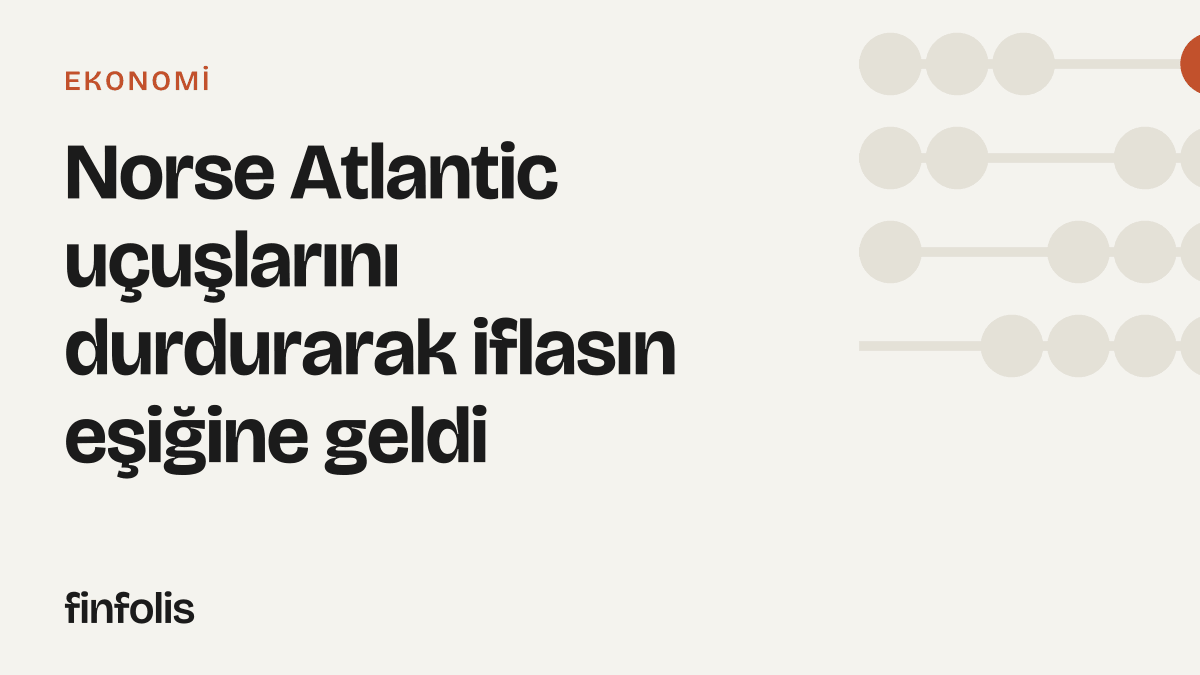 EKONOMİ
Norse Atlantic
uçuşlarını
durdurarak iflasın
eşiğine geldi
finfolis